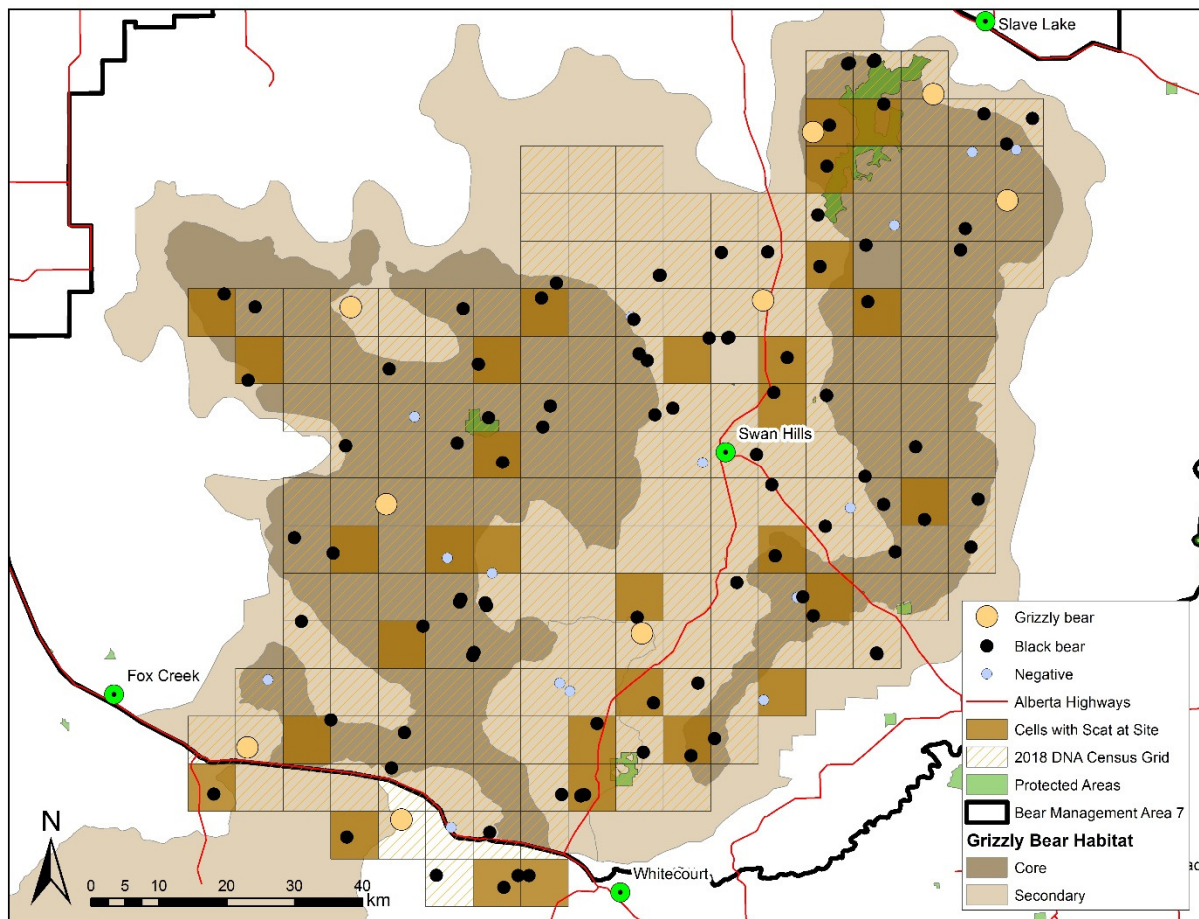 Slave Lake
Swan Hills
Fox Creek
Whitecourt
N
0 5 10 20 30 40
km
Grizzly bear
Black bear
Negative
Alberta Highways
Cells with Scat at Site
2018 DNA Census Grid
Protected Areas
Bear Management Area 7
Grizzly Bear Habitat
Core
Secondary